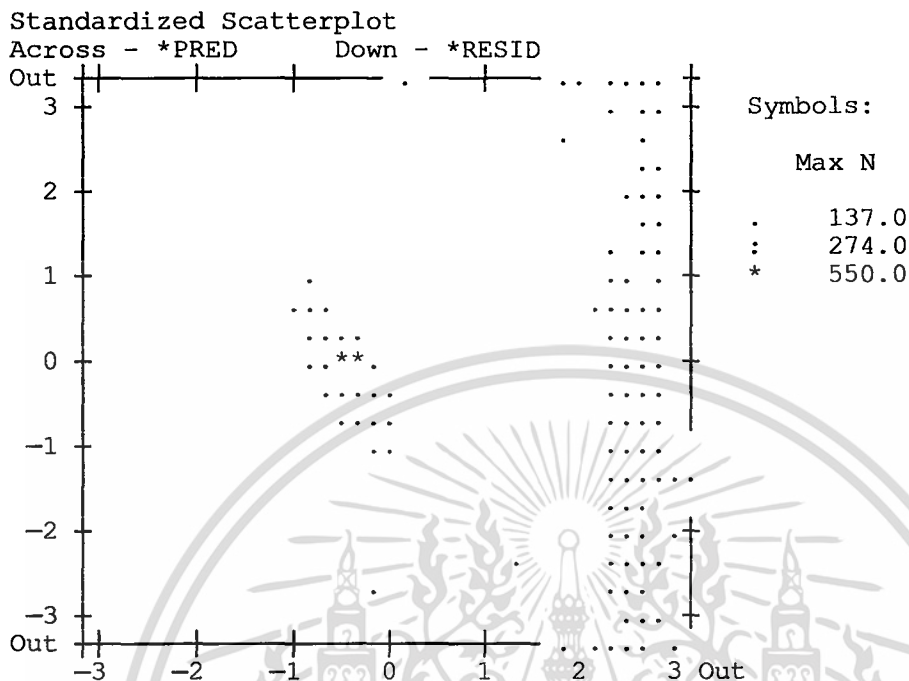 Standardized Scatterplot
Across - *PRED Down - *RESID
Out
3
2
1
0
-1
-2
-3
Out
-3 -2 -1 0 1 2 3 Out
Symbols:
Max N
. 137.0
: 274.0
* 550.0